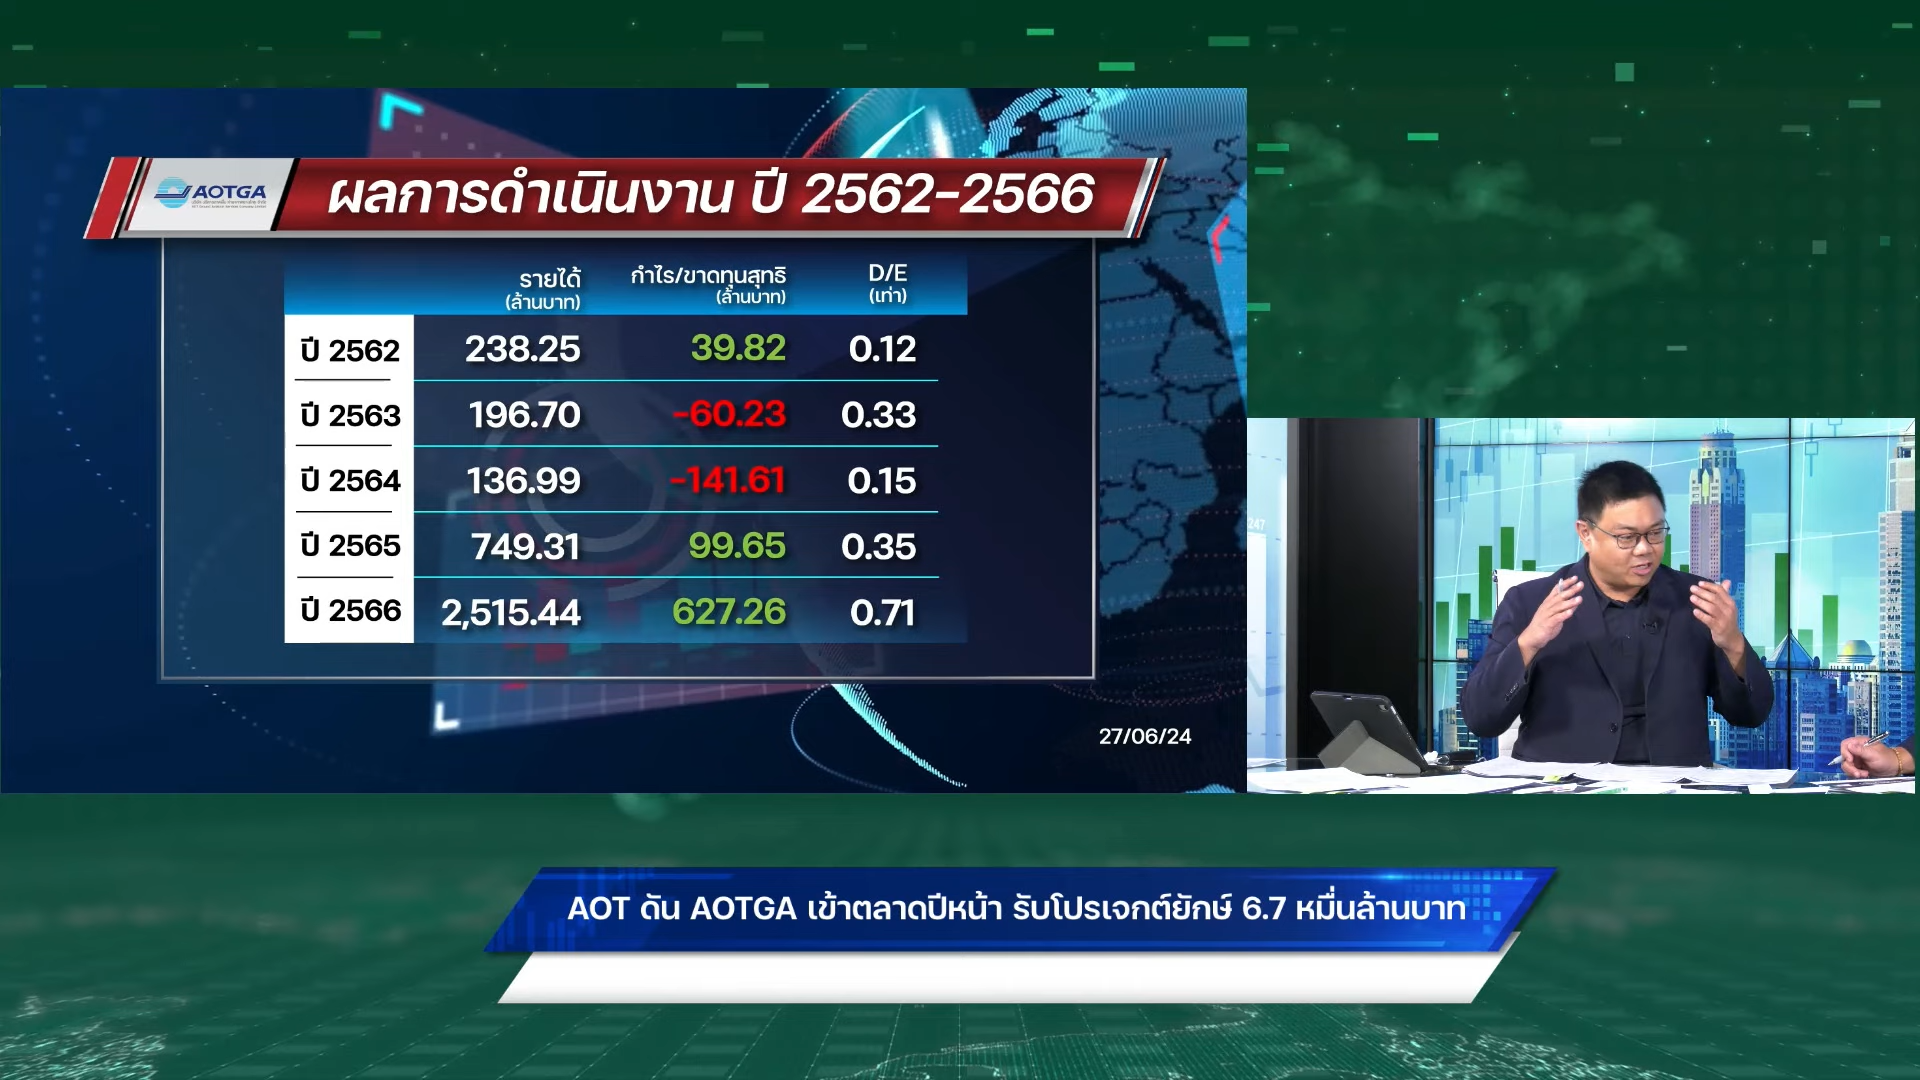 AOTGA
ผลการดำเนินงาน ปี 2562-2566
รายได้ กำไร/ขาดทุนสุทธิ D/E
(ล้านบาท) (ล้านบาท) (เท่า)
ปี 2562 238.25 39.82 0.12
ปี 2563 196.70 -60.23 0.33
ปี 2564 136.99 -141.61 0.15
ปี 2565 749.31 99.65 0.35
ปี 2566 2,515.44 627.26 0.71
27/06/24
247
AOT ดัน AOTGA เข้าตลาดปีหน้า รับโปรเจกต์ยักษ์ 6.7 หมื่นล้านบาท